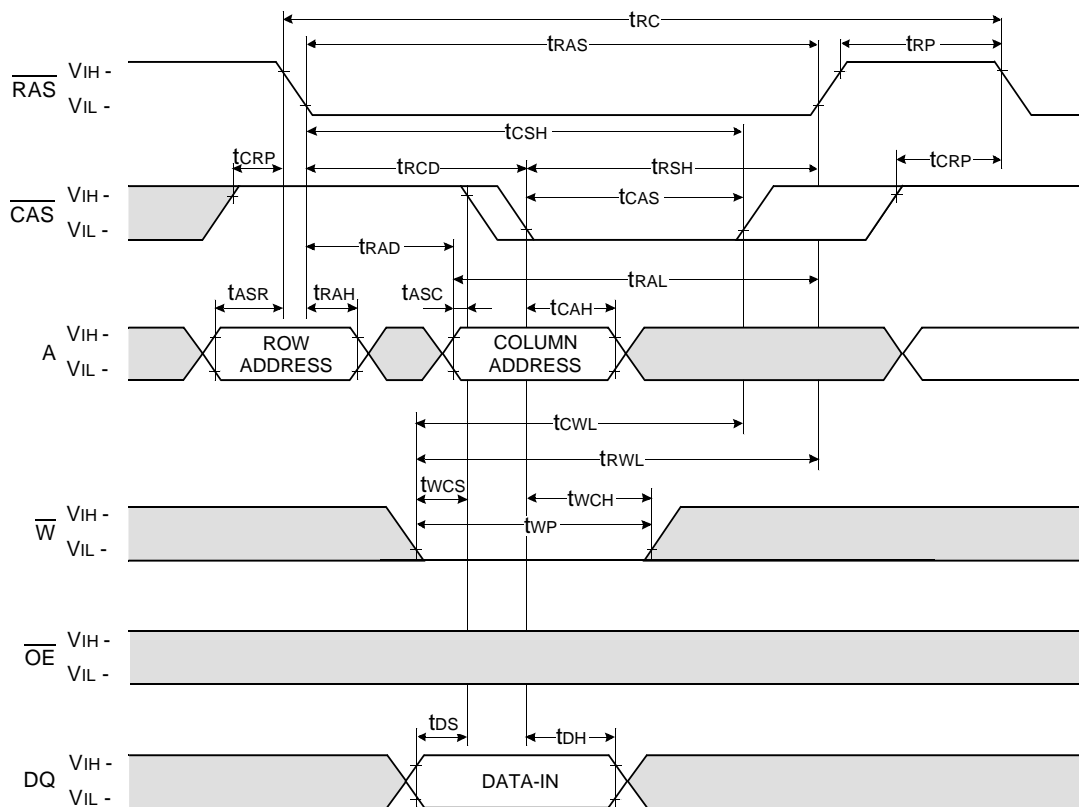 tRC
tRAS
tRP
RAS
VIH -
VIL -
tCSH
tCRP
tRCD
tRSH
tCRP
CAS
VIH -
VIL -
tCAS
tRAD
tRAL
tASR
tRAH
tASC
tCAH
A
VIH -
VIL -
ROW
ADDRESS
COLUMN
ADDRESS
tCWL
tRWL
tWCS
tWCH
W
VIH -
VIL -
tWP
OE
VIH -
VIL -
tDS
tDH
DQ
VIH -
VIL -
DATA-IN